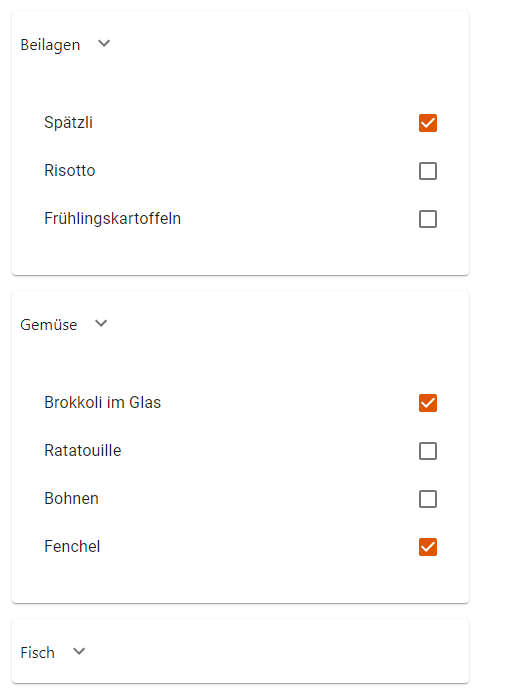 Beilagen
Spätzli
Risotto
Frühlingskartoffeln
Gemüse
Brokkoli im Glas
Ratatouille
Bohnen
Fenchel
Fisch